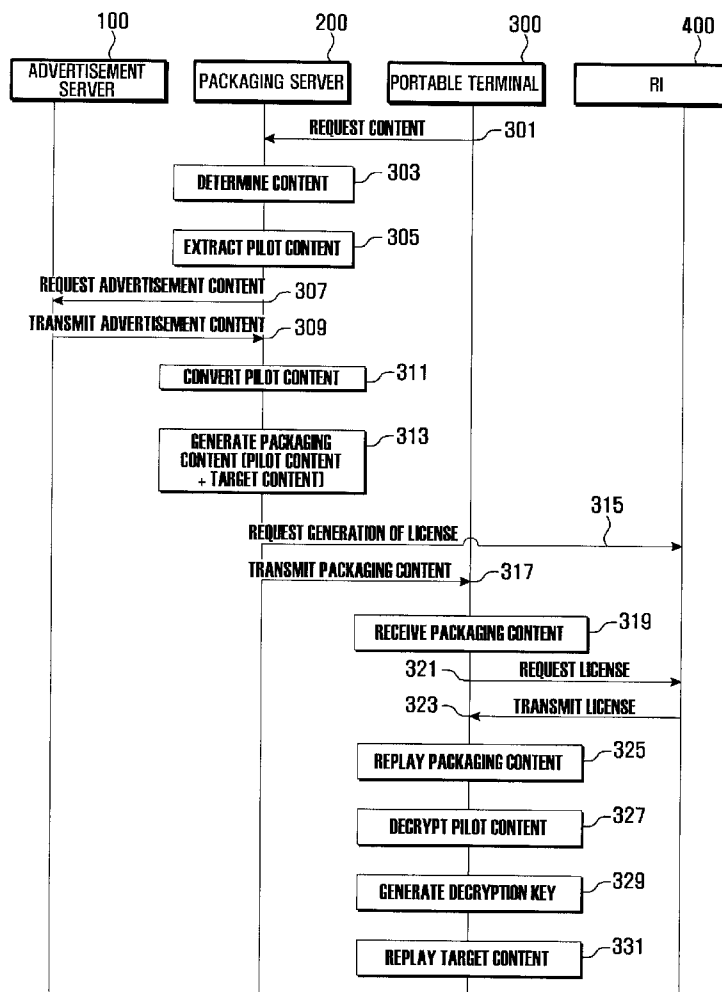 100
200
300
400
ADVERTISEMENT
SERVER
PACKAGING SERVER
PORTABLE TERMINAL
RI
REQUEST CONTENT
301
DETERMINE CONTENT
303
EXTRACT PILOT CONTENT
305
REQUEST ADVERTISEMENT CONTENT
307
TRANSMIT ADVERTISEMENT CONTENT
309
CONVERT PILOT CONTENT
311
GENERATE PACKAGING
CONTENT (PILOT CONTENT
+ TARGET CONTENT)
313
REQUEST GENERATION OF LICENSE
315
TRANSMIT PACKAGING CONTENT
317
RECEIVE PACKAGING CONTENT
319
321
REQUEST LICENSE
323
TRANSMIT LICENSE
REPLAY PACKAGING CONTENT
325
DECRYPT PILOT CONTENT
327
GENERATE DECRYPTION KEY
329
REPLAY TARGET CONTENT
331